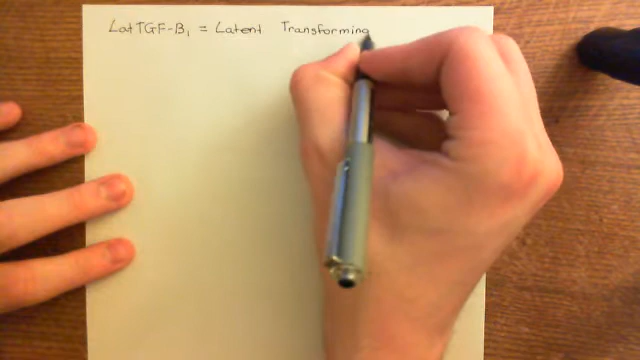 LatTGF-B₁ = Latent Transforming